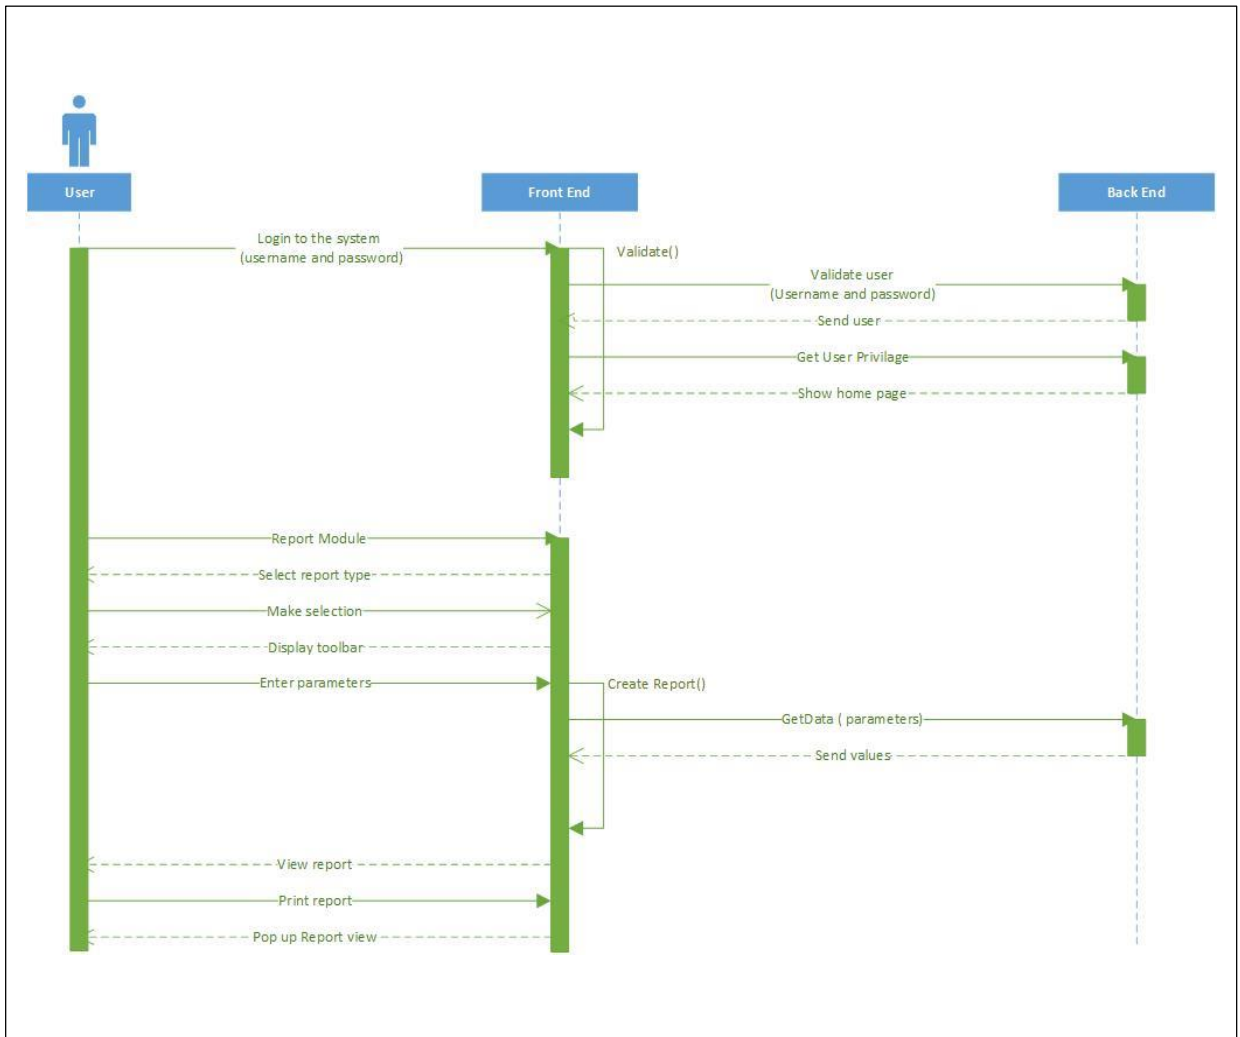 User
Front End
Back End
Login to the system
(username and password)
Validate()
Validate user
(Username and password)
Send user
Get User Privilage
Show home page
Report Module
Select report type
Make selection
Display toolbar
Enter parameters
Create Report()
GetData ( parameters)
Send values
View report
Print report
Pop up Report view